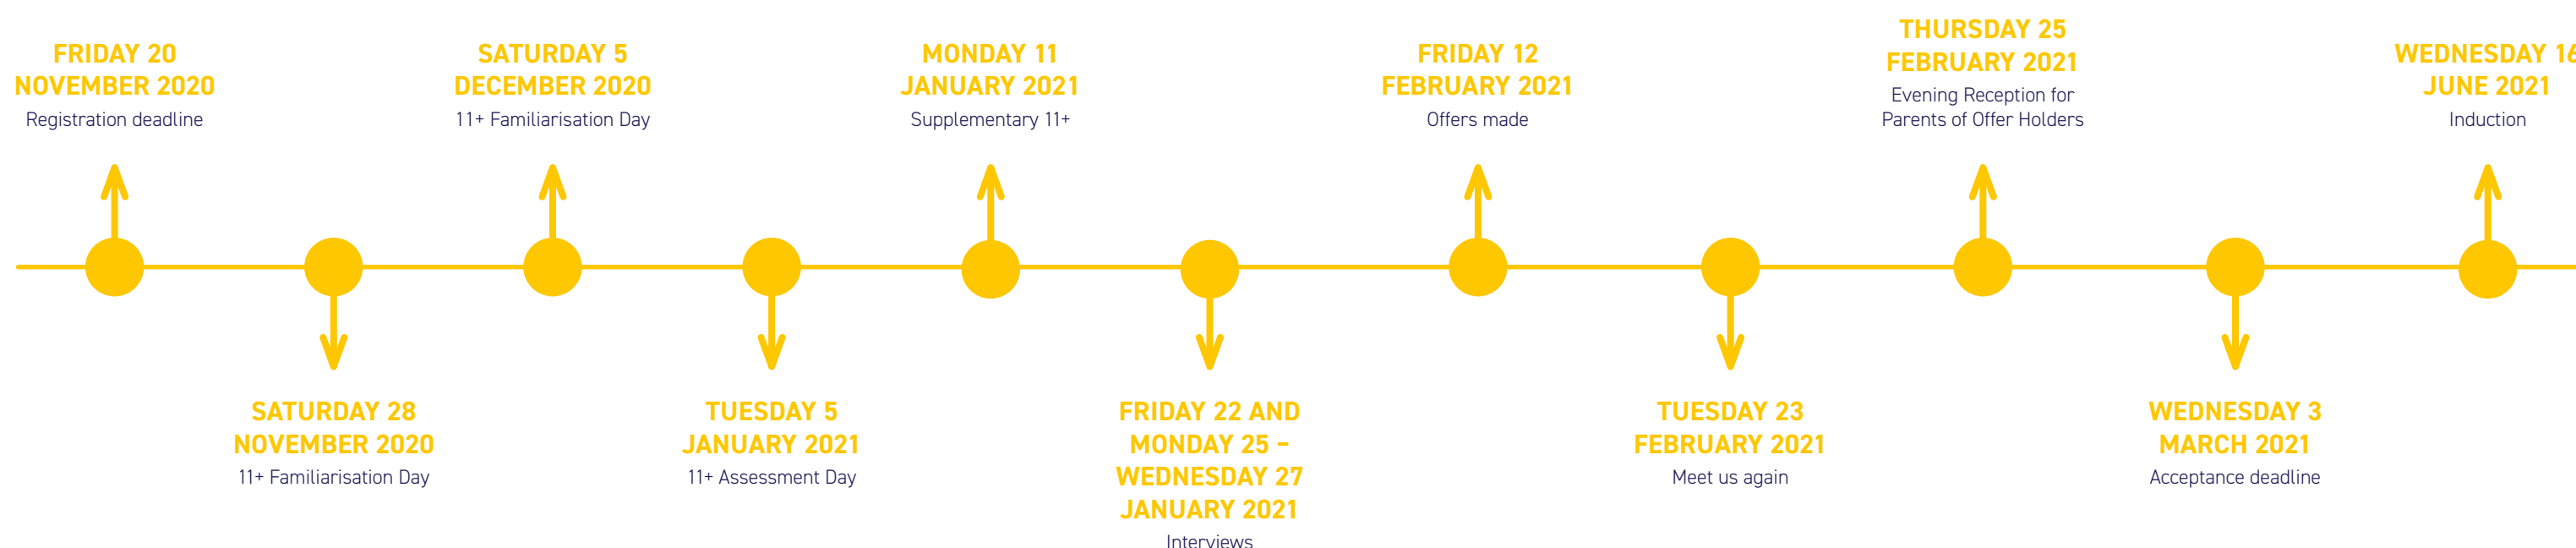 FRIDAY 20
NOVEMBER 2020
Registration deadline
SATURDAY 28
NOVEMBER 2020
11+ Familiarisation Day
SATURDAY 5
DECEMBER 2020
11+ Familiarisation Day
TUESDAY 5
JANUARY 2021
11+ Assessment Day
MONDAY 11
JANUARY 2021
Supplementary 11+
FRIDAY 22 AND
MONDAY 25 –
WEDNESDAY 27
JANUARY 2021
Interviews
FRIDAY 12
FEBRUARY 2021
Offers made
TUESDAY 23
FEBRUARY 2021
Meet us again
THURSDAY 25
FEBRUARY 2021
Evening Reception for
Parents of Offer Holders
WEDNESDAY 3
MARCH 2021
Acceptance deadline
WEDNESDAY 16
JUNE 2021
Induction